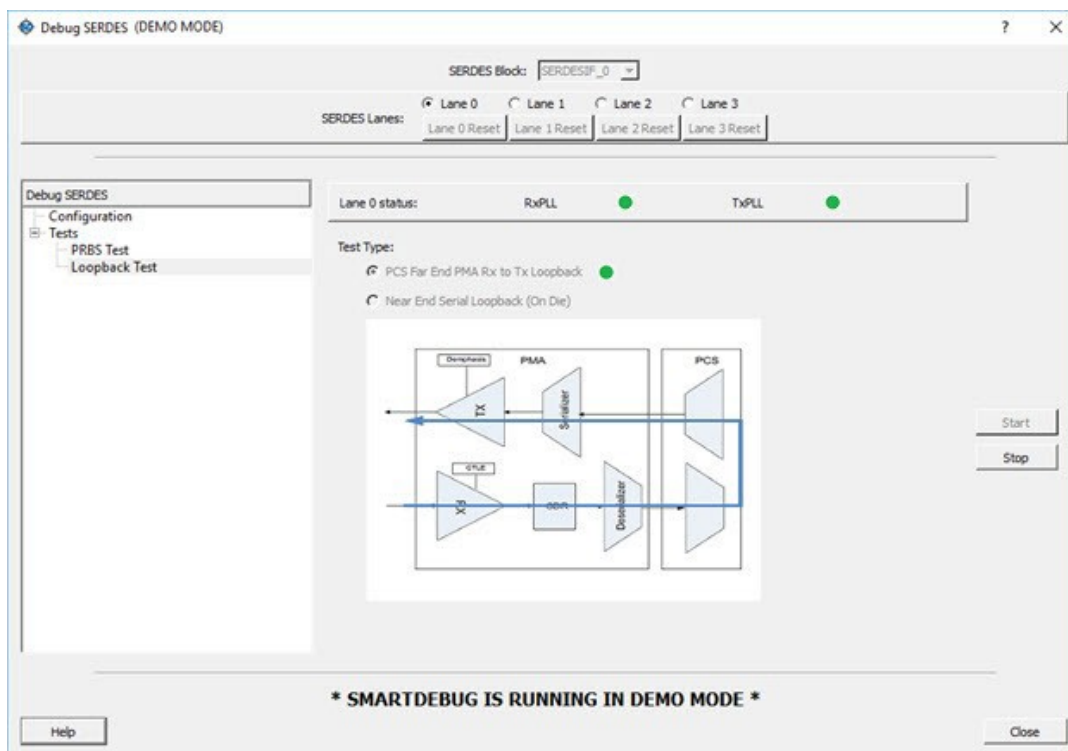 Debug SERDES (DEMO MODE)
?
SERDES Block: SERDESIF_0
SERDES Lanes:
Lane 0 Lane 1 Lane 2 Lane 3
Lane 0 Reset Lane 1 Reset Lane 2 Reset Lane 3 Reset
Debug SERDES
Configuration
Tests
PRBS Test
Loopback Test
Lane 0 status: RxPLL TxPLL
Test Type:
PCS Far End PMA Rx to Tx Loopback
Near End Serial Loopback (On Die)
PMA
PCS
TX
Serializer
CTLE
RX
Deserializer
Start
Stop
* SMARTDEBUG IS RUNNING IN DEMO MODE *
Help
Close